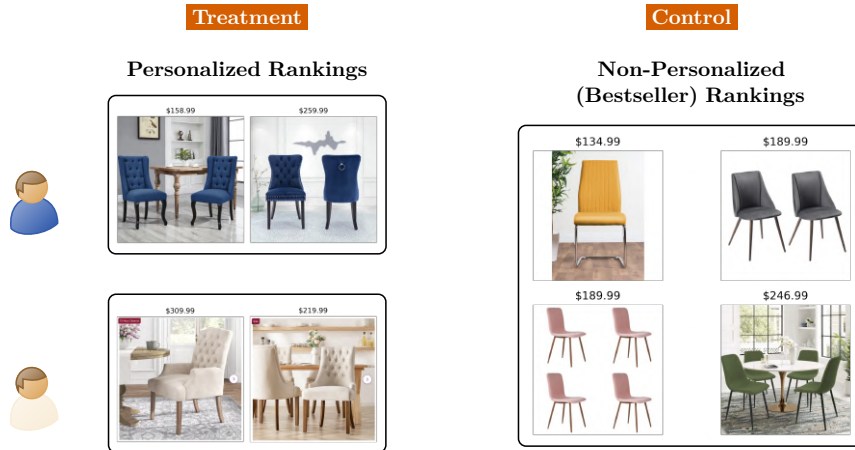 Treatment
Control
Personalized Rankings
Non-Personalized
(Bestseller) Rankings
$158.99
$259.99
$134.99
$189.99
$309.99
$219.99
$189.99
$246.99